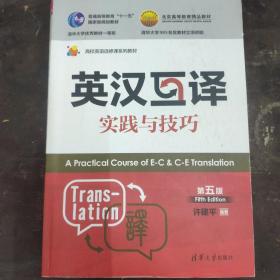 普通高等教育“十一五”
国家级规划教材
北京高等教育精品教材
清华大学优秀教材一等奖
清华大学985名优教材立项资助
高校英语选修课系列教材
英汉互译
实践与技巧
A Practical Course of E-C & C-E Translation
第五版
Fifth Edition
Trans-
lation
譯
许建平 编著
清华大学出版社